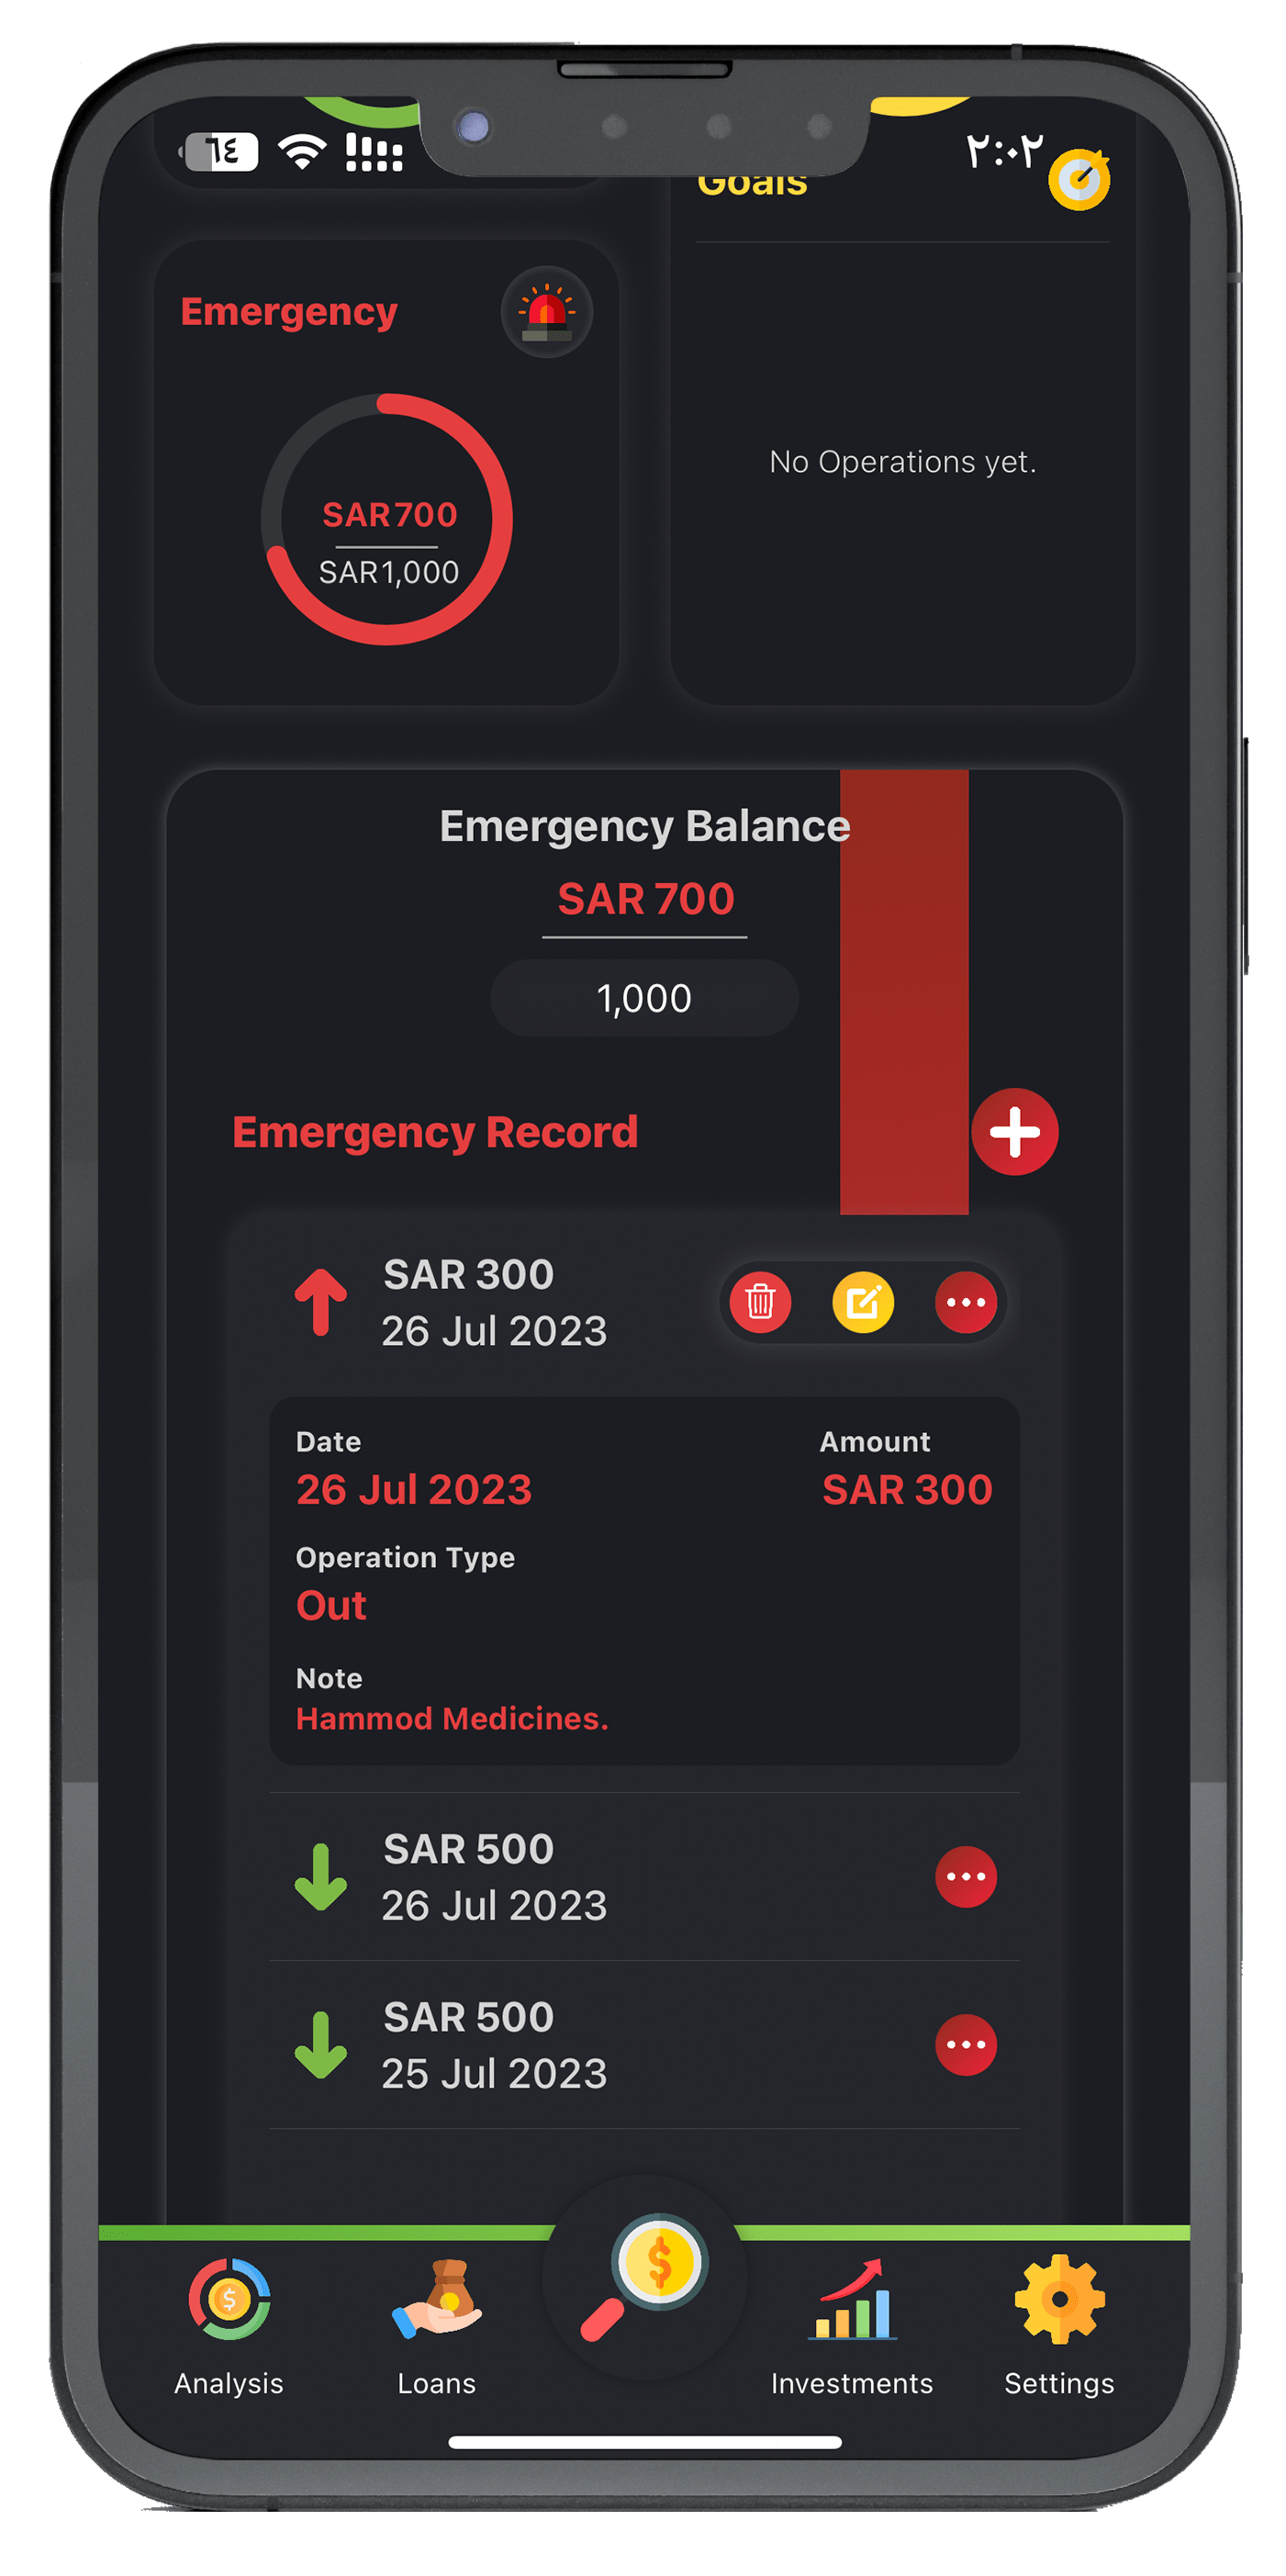 ٦٤
٢:٠٢
Goals
Emergency
SAR700
SAR1,000
No Operations yet.
Emergency Balance
SAR 700
1,000
Emergency Record
SAR 300
26 Jul 2023
Date
Amount
26 Jul 2023
SAR 300
Operation Type
Out
Note
Hammod Medicines.
SAR 500
26 Jul 2023
SAR 500
25 Jul 2023
Analysis
Loans
Investments
Settings